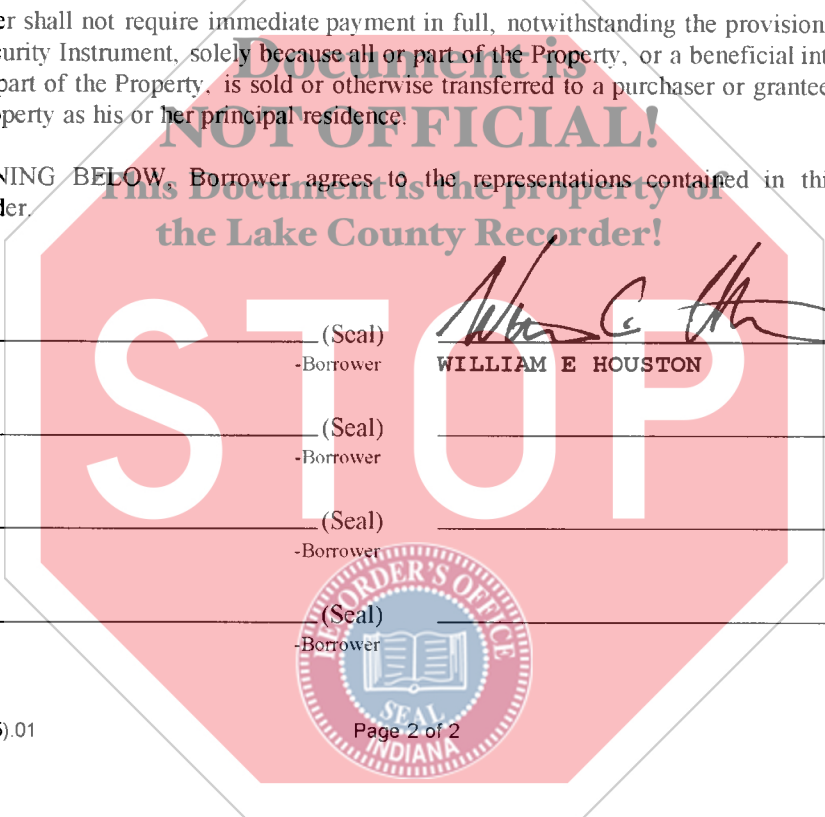 er shall not require immediate payment in full, notwithstanding the provision
curity Instrument, solely because all or part of the Property, or a beneficial int
part of the Property, is sold or otherwise transferred to a purchaser or grantee
perty as his or her principal residence.
NING BELOW, Borrower agrees to the representations contained in thi
der.
Document is
NOT OFFICIAL!
This Document is the property of
the Lake County Recorder!
STOP
(Seal)
-Borrower
WILLIAM E HOUSTON
(Seal)
-Borrower
(Seal)
-Borrower
(Seal)
-Borrower
RECORDER'S OFFICE
SEAL
INDIANA
).01
Page 2 of 2